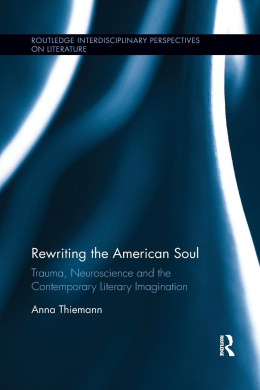 ROUTLEDGE INTERDISCIPLINARY PERSPECTIVES
ON LITERATURE
Rewriting the American Soul
Trauma, Neuroscience and the
Contemporary Literary Imagination
Anna Thiemann
R
Routledge